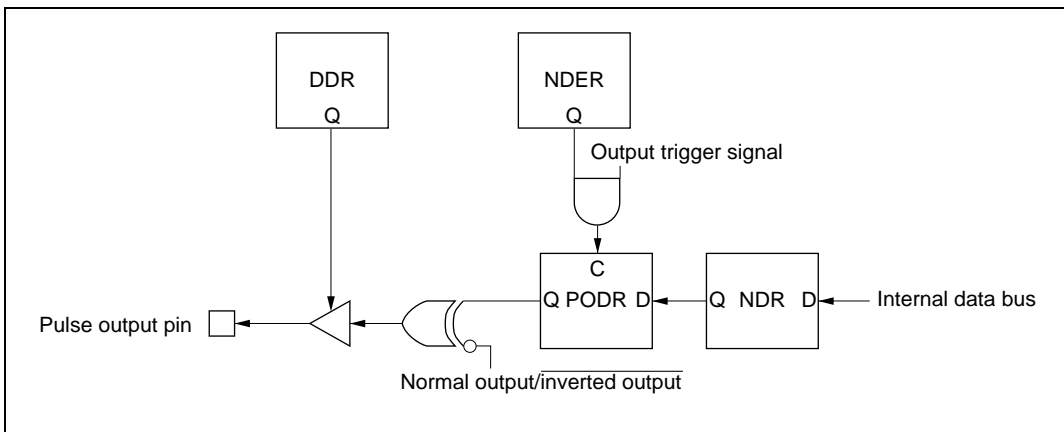 DDR
Q
NDER
Q
Output trigger signal
C
Q PODR D
Q NDR D
Internal data bus
Pulse output pin
Normal output/inverted output